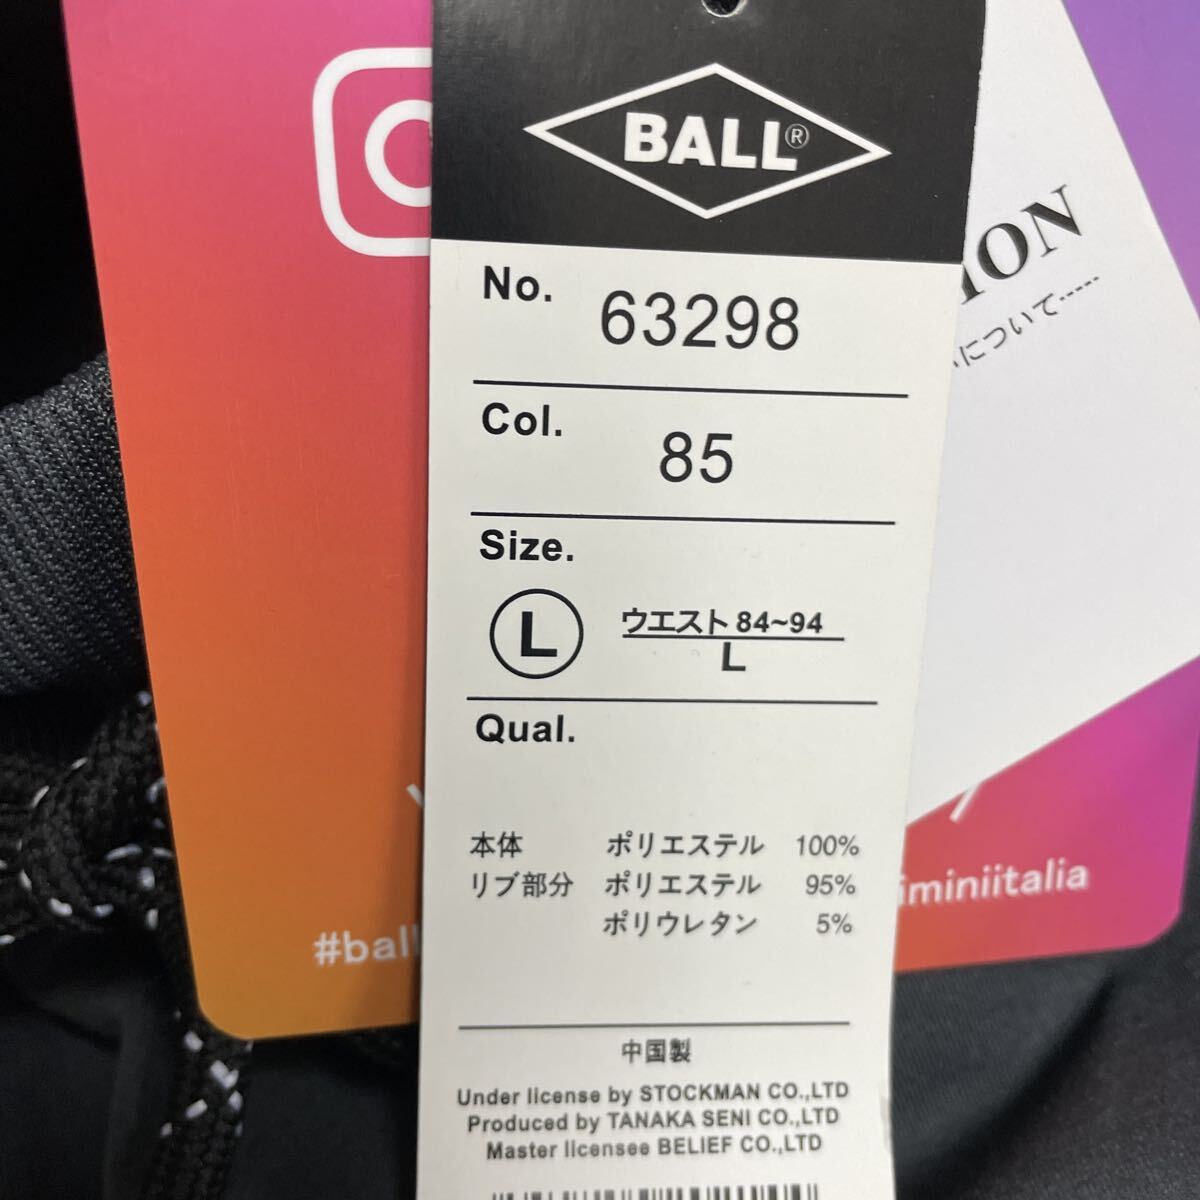 BALL®
No. 63298
Col. 85
Size.
L ウエスト 84~94
L
Qual.
本体 ポリエステル 100%
リブ部分 ポリエステル 95%
ポリウレタン 5%
中国製
Under license by STOCKMAN CO.,LTD
Produced by TANAKA SENI CO.,LTD
Master licensee BELIEF CO.,LTD
ION
について-----
#ball
iminiitalia